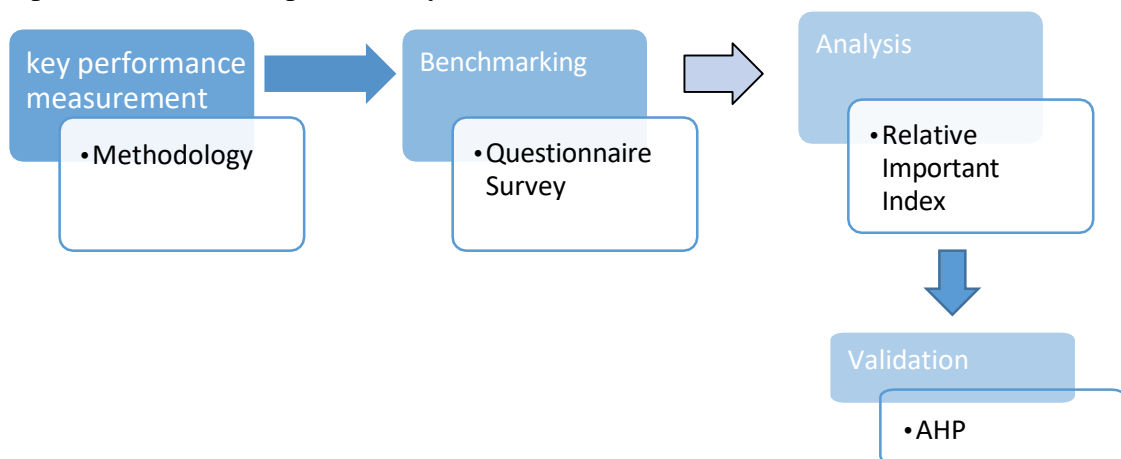 key performance
measurement
•Methodology
Benchmarking
•Questionnaire
Survey
Analysis
•Relative
Important
Index
Validation
•AHP